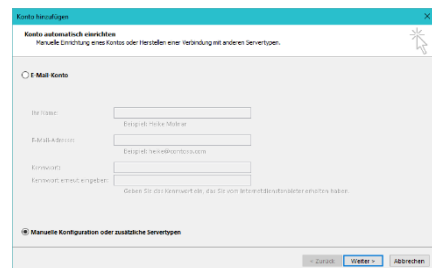 Konto hinzufügen
Konto automatisch einrichten
Manuelle Einrichtung eines Kontos oder Herstellen einer Verbindung mit anderen Servertypen.
E-Mail-Konto
Ihr Name:
Beispiel: Heike Molnar
E-Mail-Adresse:
Beispiel: heike@contoso.com
Kennwort:
Kennwort erneut eingeben:
Geben Sie das Kennwort ein, das Sie vom Internetdienstanbieter erhalten haben.
Manuelle Konfiguration oder zusätzliche Servertypen
< Zurück Weiter > Abbrechen